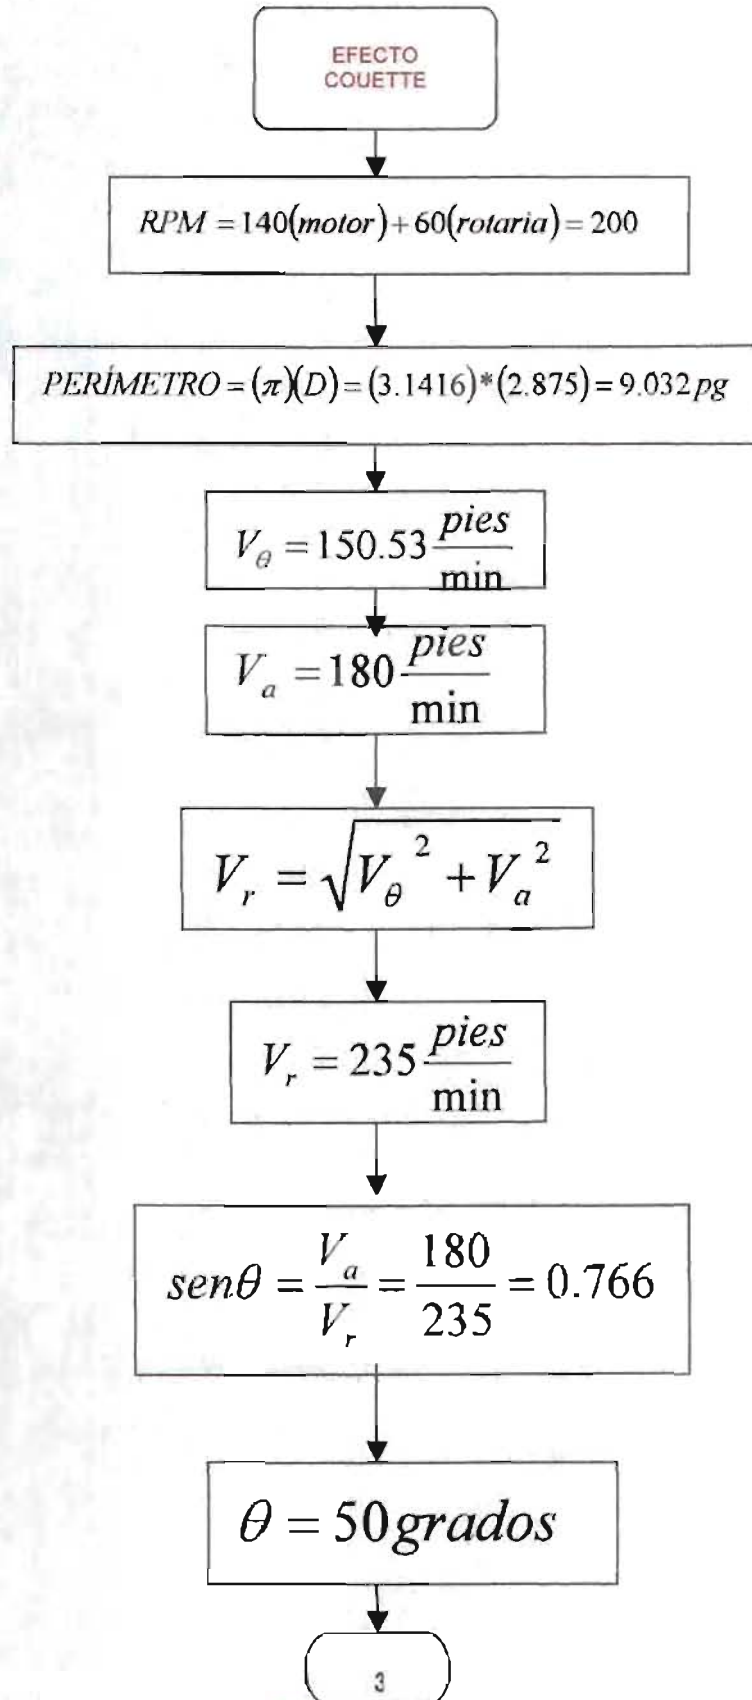 EFECTO
COUETTE
RPM = 140(motor) + 60(rotaria) = 200
PERÍMETRO = (π)(D) = (3.1416)*(2.875) = 9.032 pg
V_θ = 150.53 pies/min
V_a = 180 pies/min
V_r = √(V_θ² + V_a²)
V_r = 235 pies/min
senθ = V_a/V_r = 180/235 = 0.766
θ = 50 grados
3